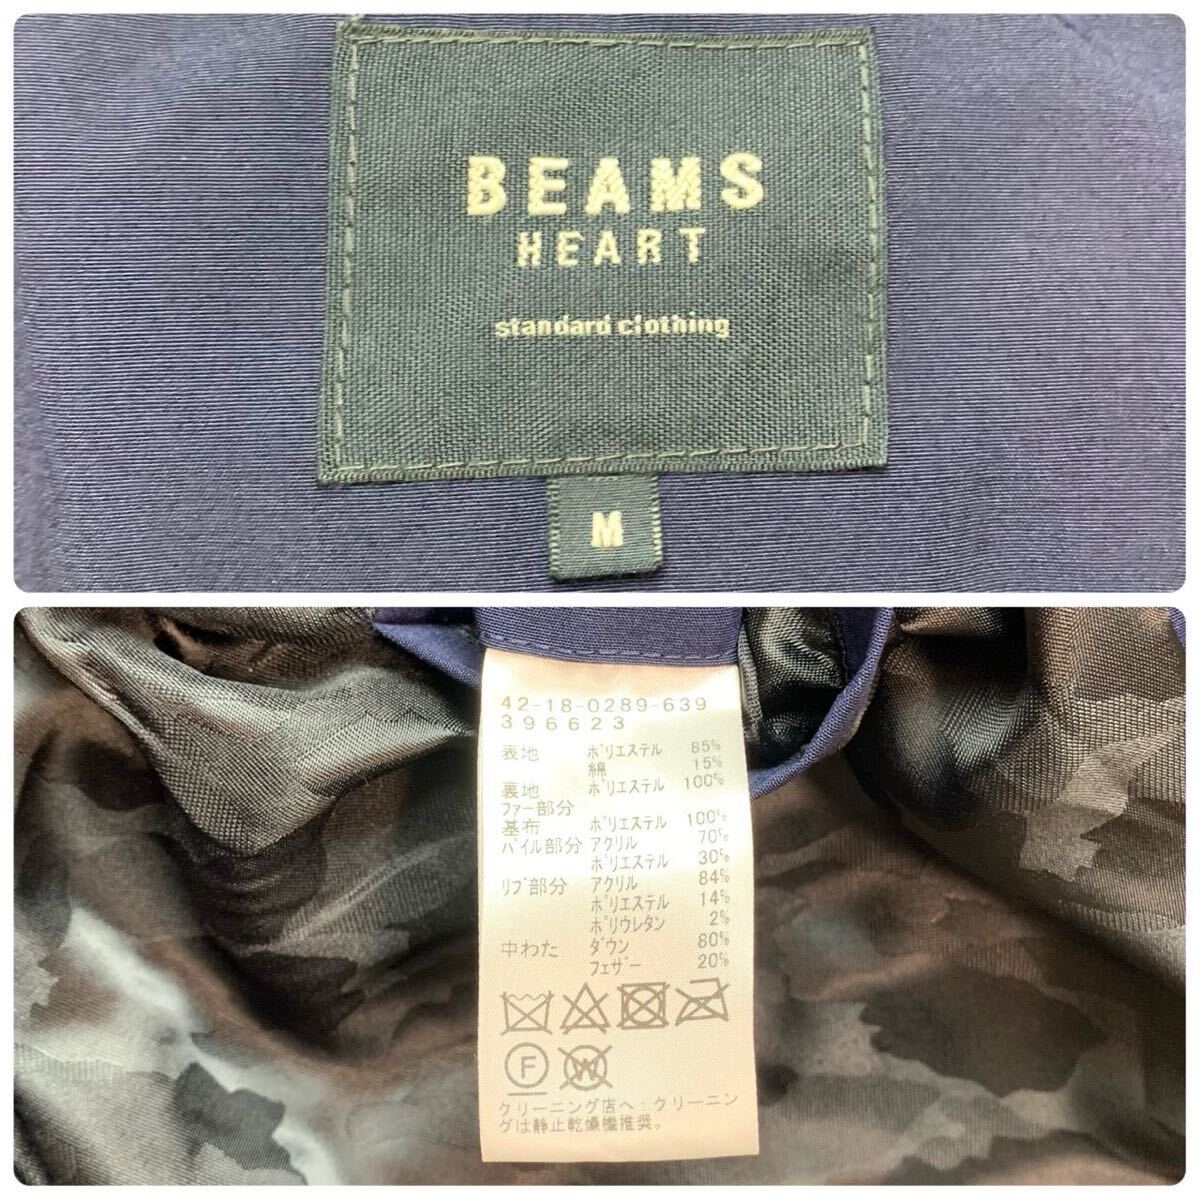 BEAMS
HEART
standard clothing
M
42-18-0289-639
396623
表地 ポリエステル 85%
綿 15%
裏地 ポリエステル 100%
ファー部分
基布 ポリエステル 100%
パイル部分 アクリル 70%
ポリエステル 30%
リブ部分 アクリル 84%
ポリエステル 14%
ポリウレタン 2%
中わた ダウン 80%
フェザー 20%
F W
クリーニング店へ:クリーニン
グは静止乾燥機推奨。